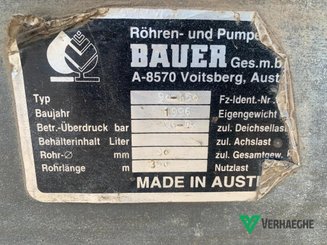 Röhren- und Pumpe
BAUER Ges.m.b
A-8570 Voitsberg, Aust
Typ Fz-Ident.-Nr.
Baujahr Eigengewicht
Betr.-Überdruck bar zul. Deichsellas
Behälterinhalt Liter zul. Achslast
Rohr-Ø mm zul. Gesamtgew.
Rohrlänge m Nutzlast
MADE IN AUST
VERHAEGHE